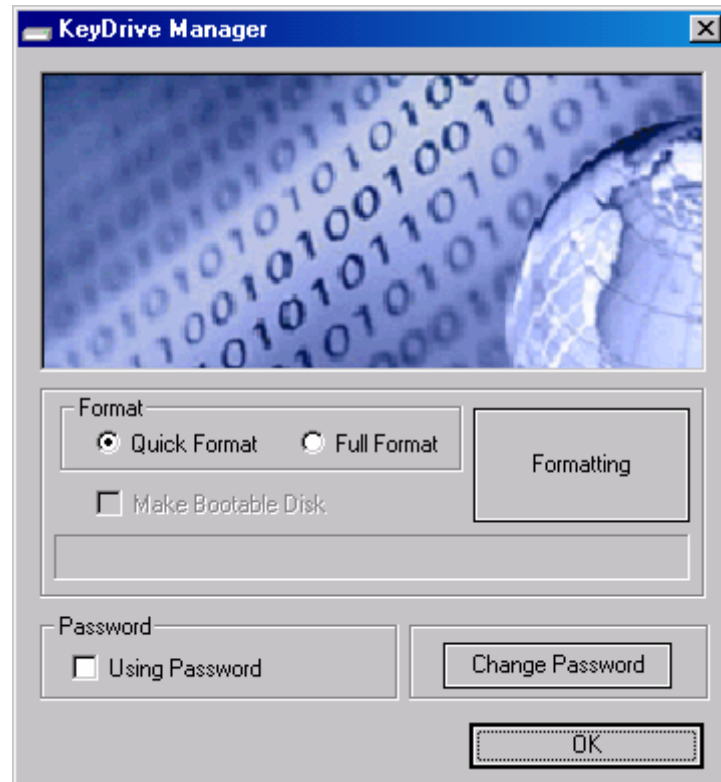 KeyDrive Manager
Format
Quick Format Full Format
Formatting
Make Bootable Disk
Password
Using Password
Change Password
OK